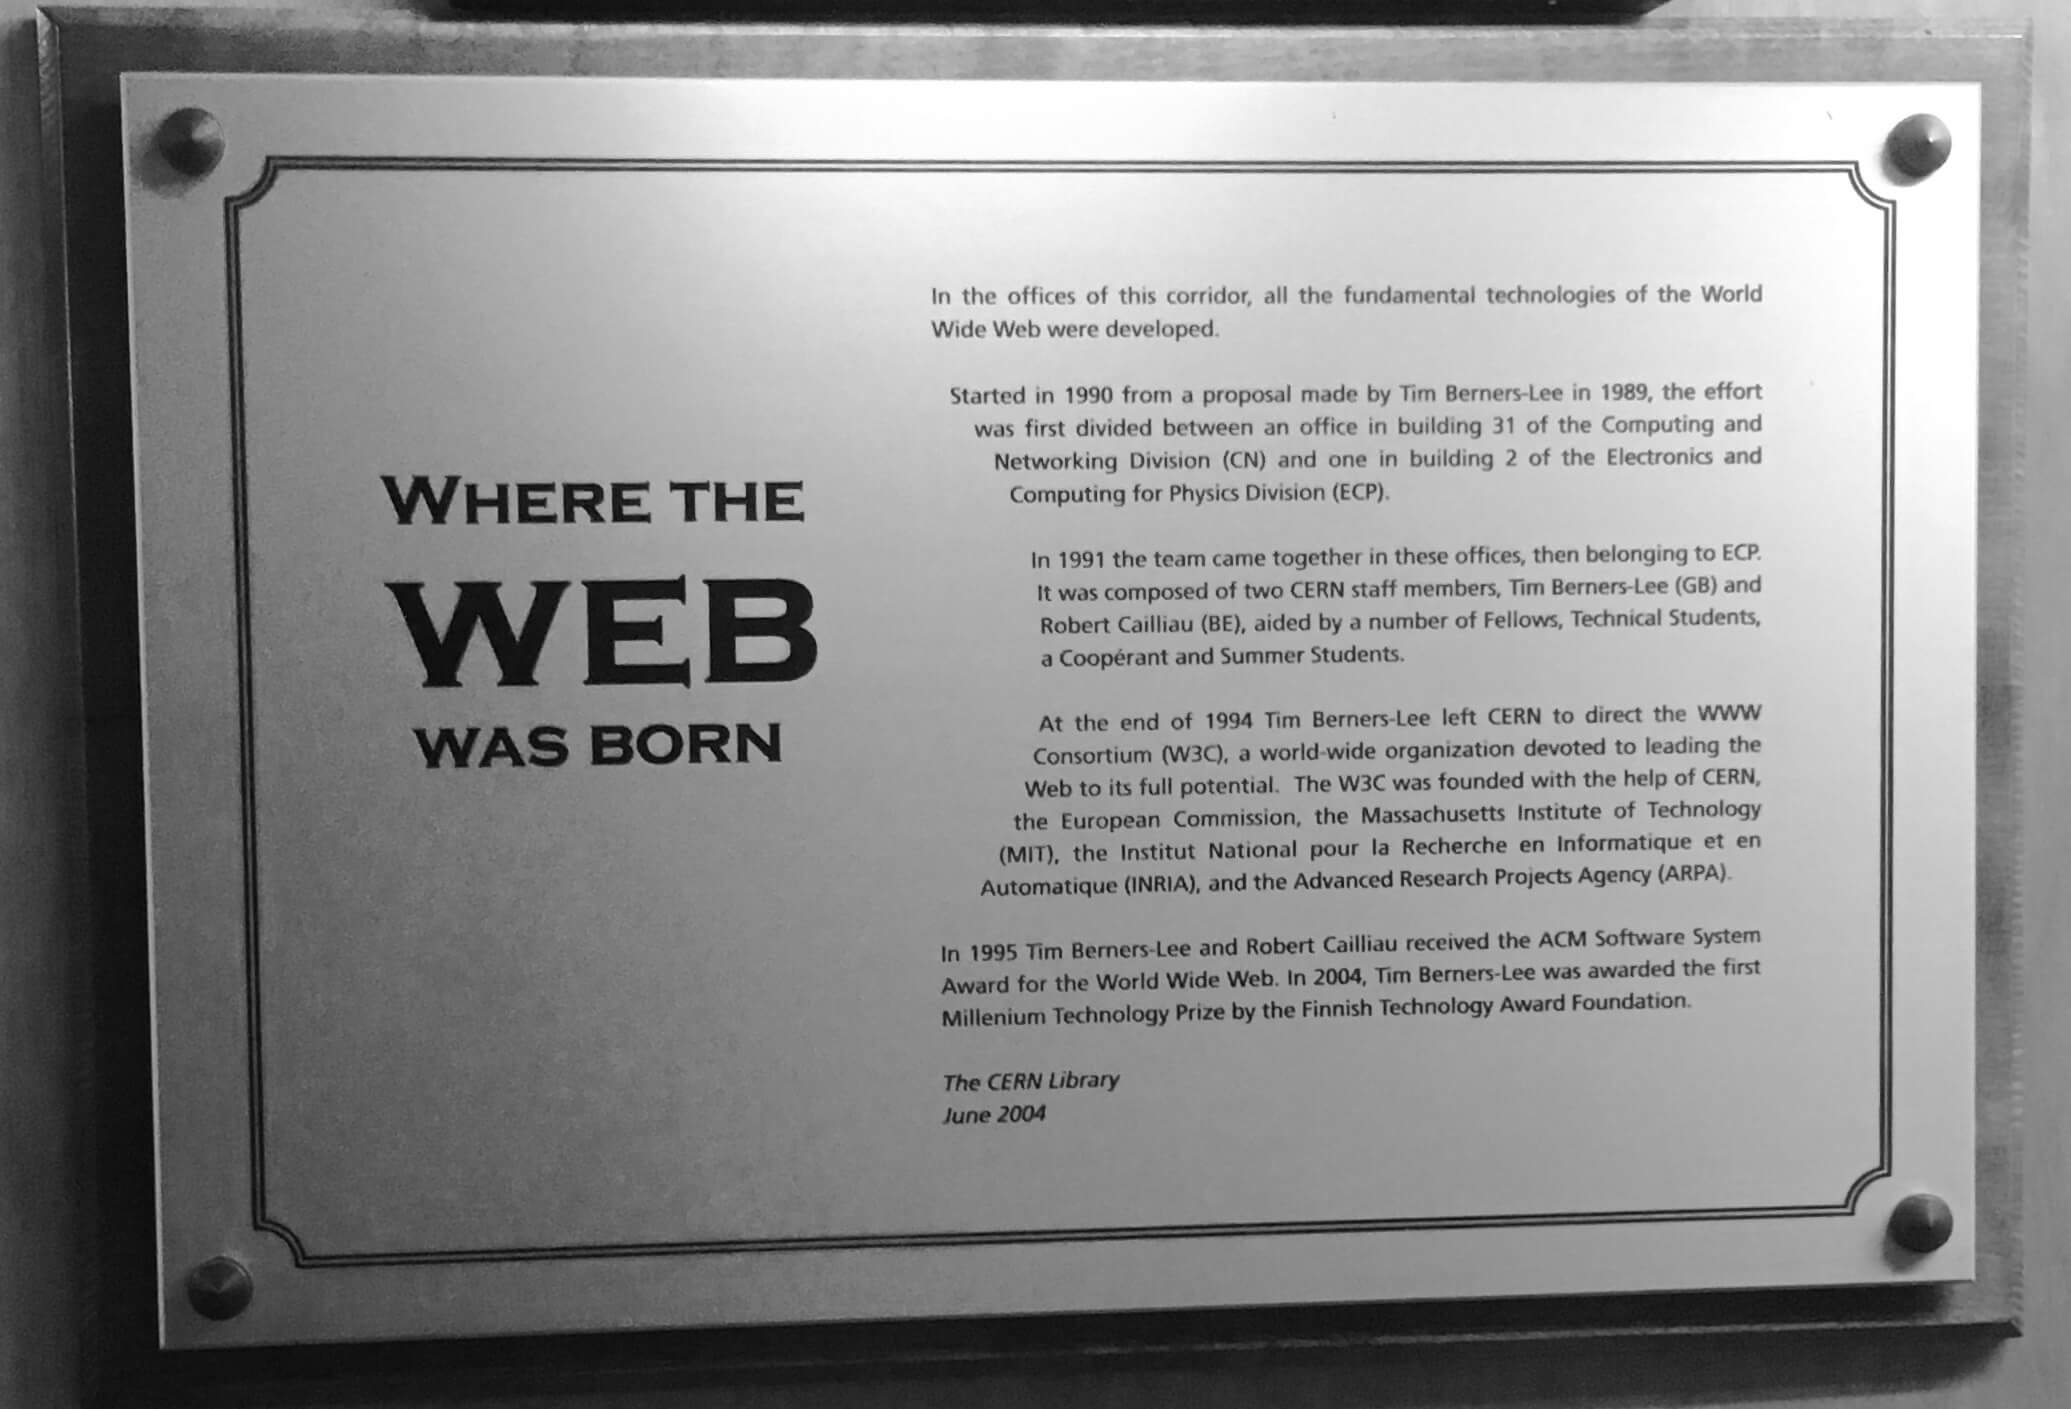 WHERE THE
WEB
WAS BORN
In the offices of this corridor, all the fundamental technologies of the World
Wide Web were developed.
Started in 1990 from a proposal made by Tim Berners-Lee in 1989, the effort
was first divided between an office in building 31 of the Computing and
Networking Division (CN) and one in building 2 of the Electronics and
Computing for Physics Division (ECP).
In 1991 the team came together in these offices, then belonging to ECP.
It was composed of two CERN staff members, Tim Berners-Lee (GB) and
Robert Cailliau (BE), aided by a number of Fellows, Technical Students,
a Coopérant and Summer Students.
At the end of 1994 Tim Berners-Lee left CERN to direct the WWW
Consortium (W3C), a world-wide organization devoted to leading the
Web to its full potential. The W3C was founded with the help of CERN,
the European Commission, the Massachusetts Institute of Technology
(MIT), the Institut National pour la Recherche en Informatique et en
Automatique (INRIA), and the Advanced Research Projects Agency (ARPA).
In 1995 Tim Berners-Lee and Robert Cailliau received the ACM Software System
Award for the World Wide Web. In 2004, Tim Berners-Lee was awarded the first
Millenium Technology Prize by the Finnish Technology Award Foundation.
The CERN Library
June 2004